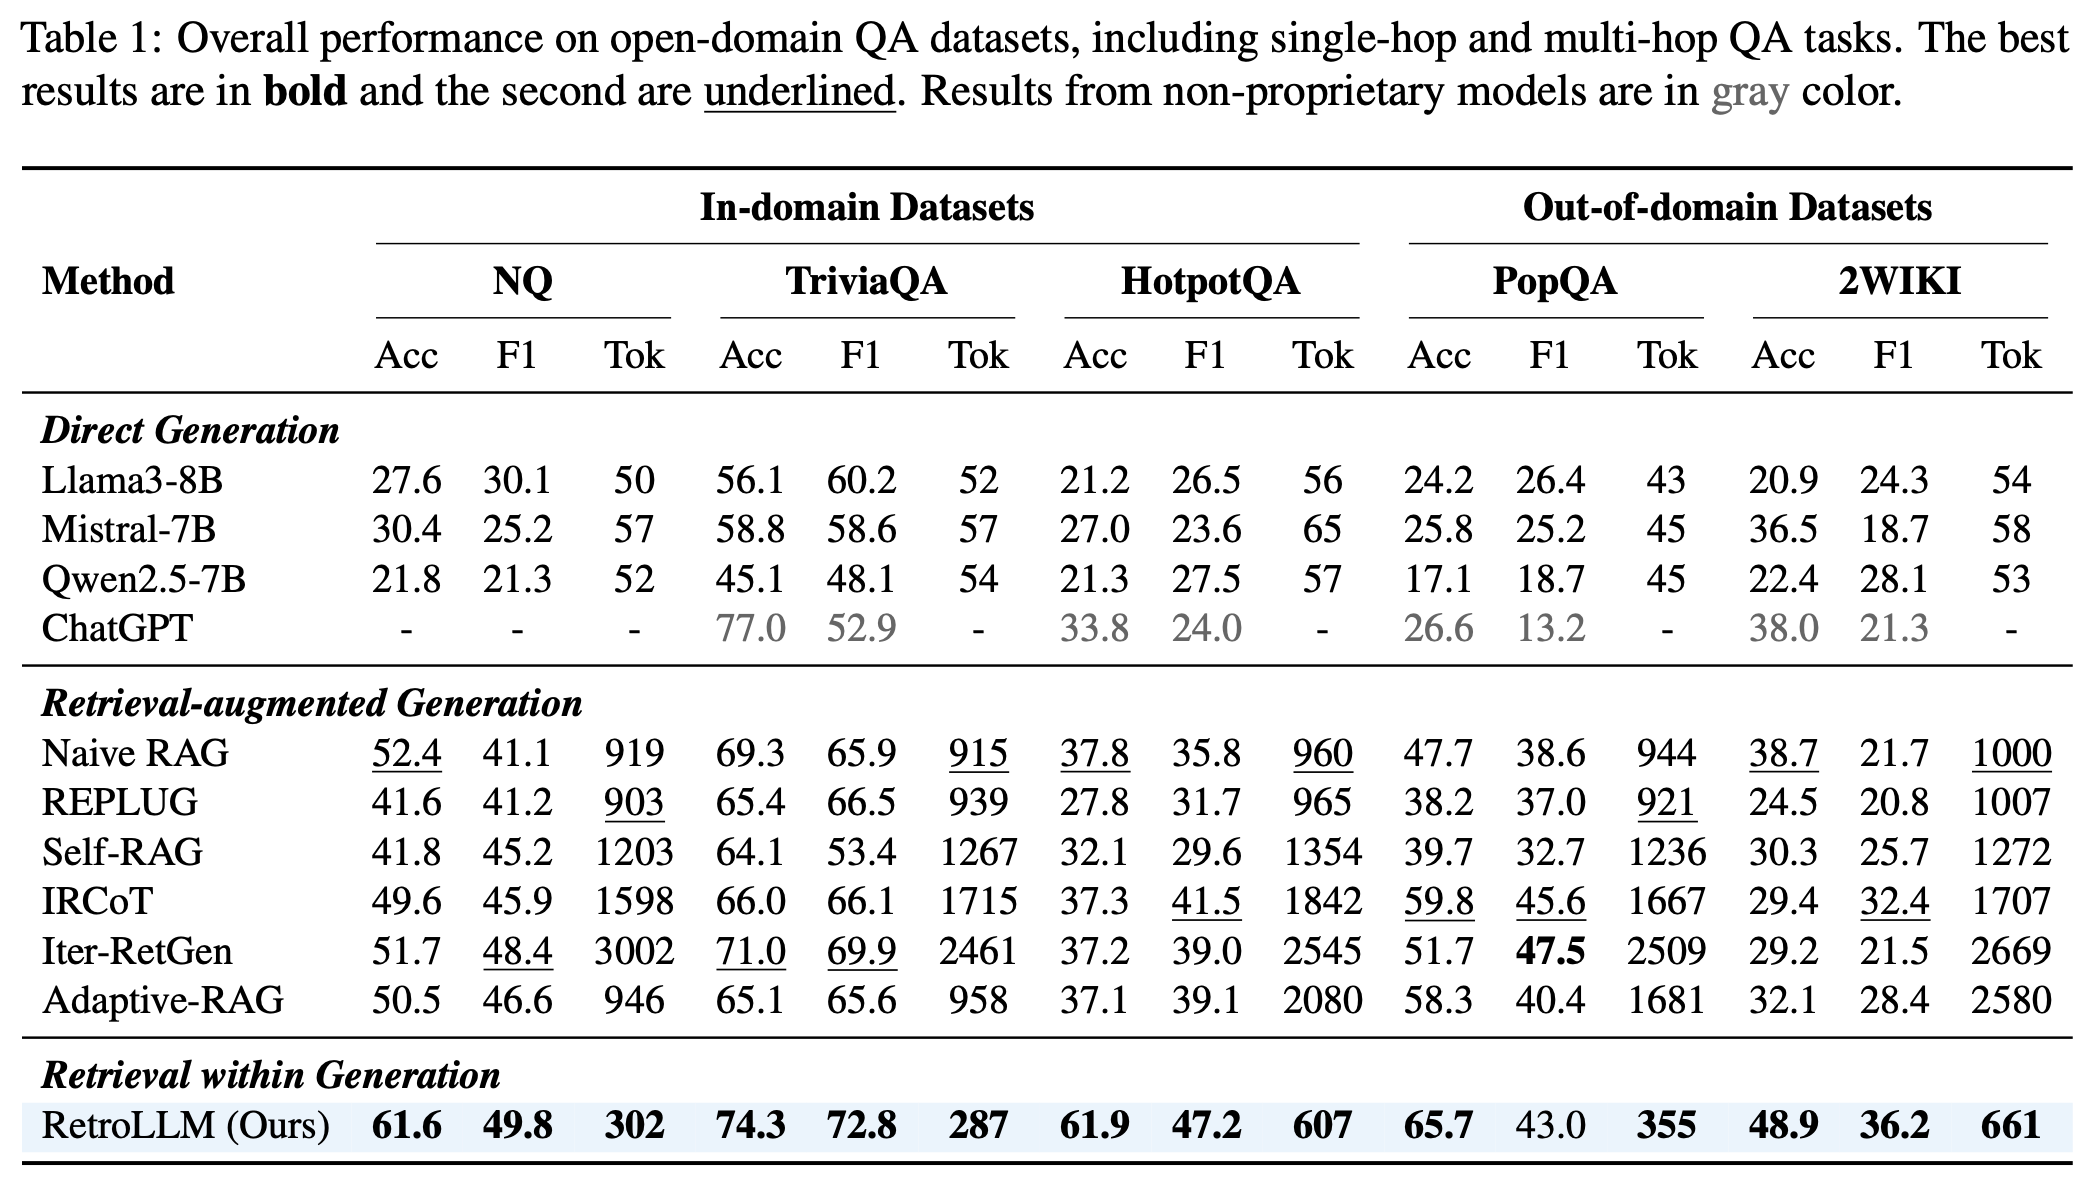 Table 1: Overall performance on open-domain QA datasets, including single-hop and multi-hop QA tasks. The best
results are in bold and the second are underlined. Results from non-proprietary models are in gray color.
In-domain Datasets Out-of-domain Datasets
Method NQ TriviaQA HotpotQA PopQA 2WIKI
Acc F1 Tok Acc F1 Tok Acc F1 Tok Acc F1 Tok Acc F1 Tok
Direct Generation
Llama3-8B 27.6 30.1 50 56.1 60.2 52 21.2 26.5 56 24.2 26.4 43 20.9 24.3 54
Mistral-7B 30.4 25.2 57 58.8 58.6 57 27.0 23.6 65 25.8 25.2 45 36.5 18.7 58
Qwen2.5-7B 21.8 21.3 52 45.1 48.1 54 21.3 27.5 57 17.1 18.7 45 22.4 28.1 53
ChatGPT - - - 77.0 52.9 - 33.8 24.0 - 26.6 13.2 - 38.0 21.3 -
Retrieval-augmented Generation
Naive RAG 52.4 41.1 919 69.3 65.9 915 37.8 35.8 960 47.7 38.6 944 38.7 21.7 1000
REPLUG 41.6 41.2 903 65.4 66.5 939 27.8 31.7 965 38.2 37.0 921 24.5 20.8 1007
Self-RAG 41.8 45.2 1203 64.1 53.4 1267 32.1 29.6 1354 39.7 32.7 1236 30.3 25.7 1272
IRCoT 49.6 45.9 1598 66.0 66.1 1715 37.3 41.5 1842 59.8 45.6 1667 29.4 32.4 1707
Iter-RetGen 51.7 48.4 3002 71.0 69.9 2461 37.2 39.0 2545 51.7 47.5 2509 29.2 21.5 2669
Adaptive-RAG 50.5 46.6 946 65.1 65.6 958 37.1 39.1 2080 58.3 40.4 1681 32.1 28.4 2580
Retrieval within Generation
RetroLLM (Ours) 61.6 49.8 302 74.3 72.8 287 61.9 47.2 607 65.7 43.0 355 48.9 36.2 661